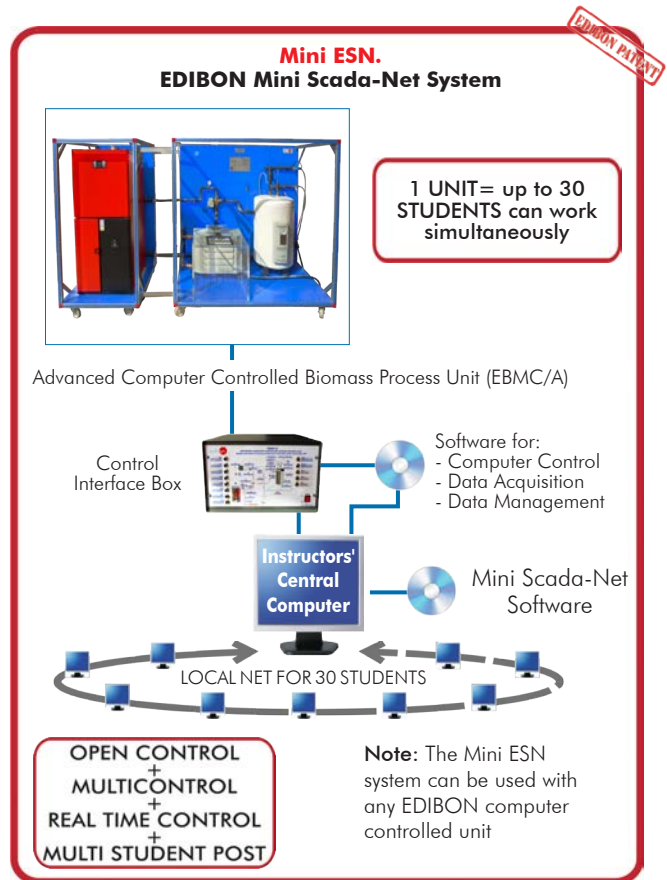 EDIBON PATENT
Mini ESN.
EDIBON Mini Scada-Net System
1 UNIT= up to 30
STUDENTS can work
simultaneously
Advanced Computer Controlled Biomass Process Unit (EBMC/A)
Control
Interface Box
Software for:
- Computer Control
- Data Acquisition
- Data Management
Instructors'
Central
Computer
Mini Scada-Net
Software
LOCAL NET FOR 30 STUDENTS
OPEN CONTROL
+
MULTICONTROL
+
REAL TIME CONTROL
+
MULTI STUDENT POST
Note: The Mini ESN
system can be used with
any EDIBON computer
controlled unit